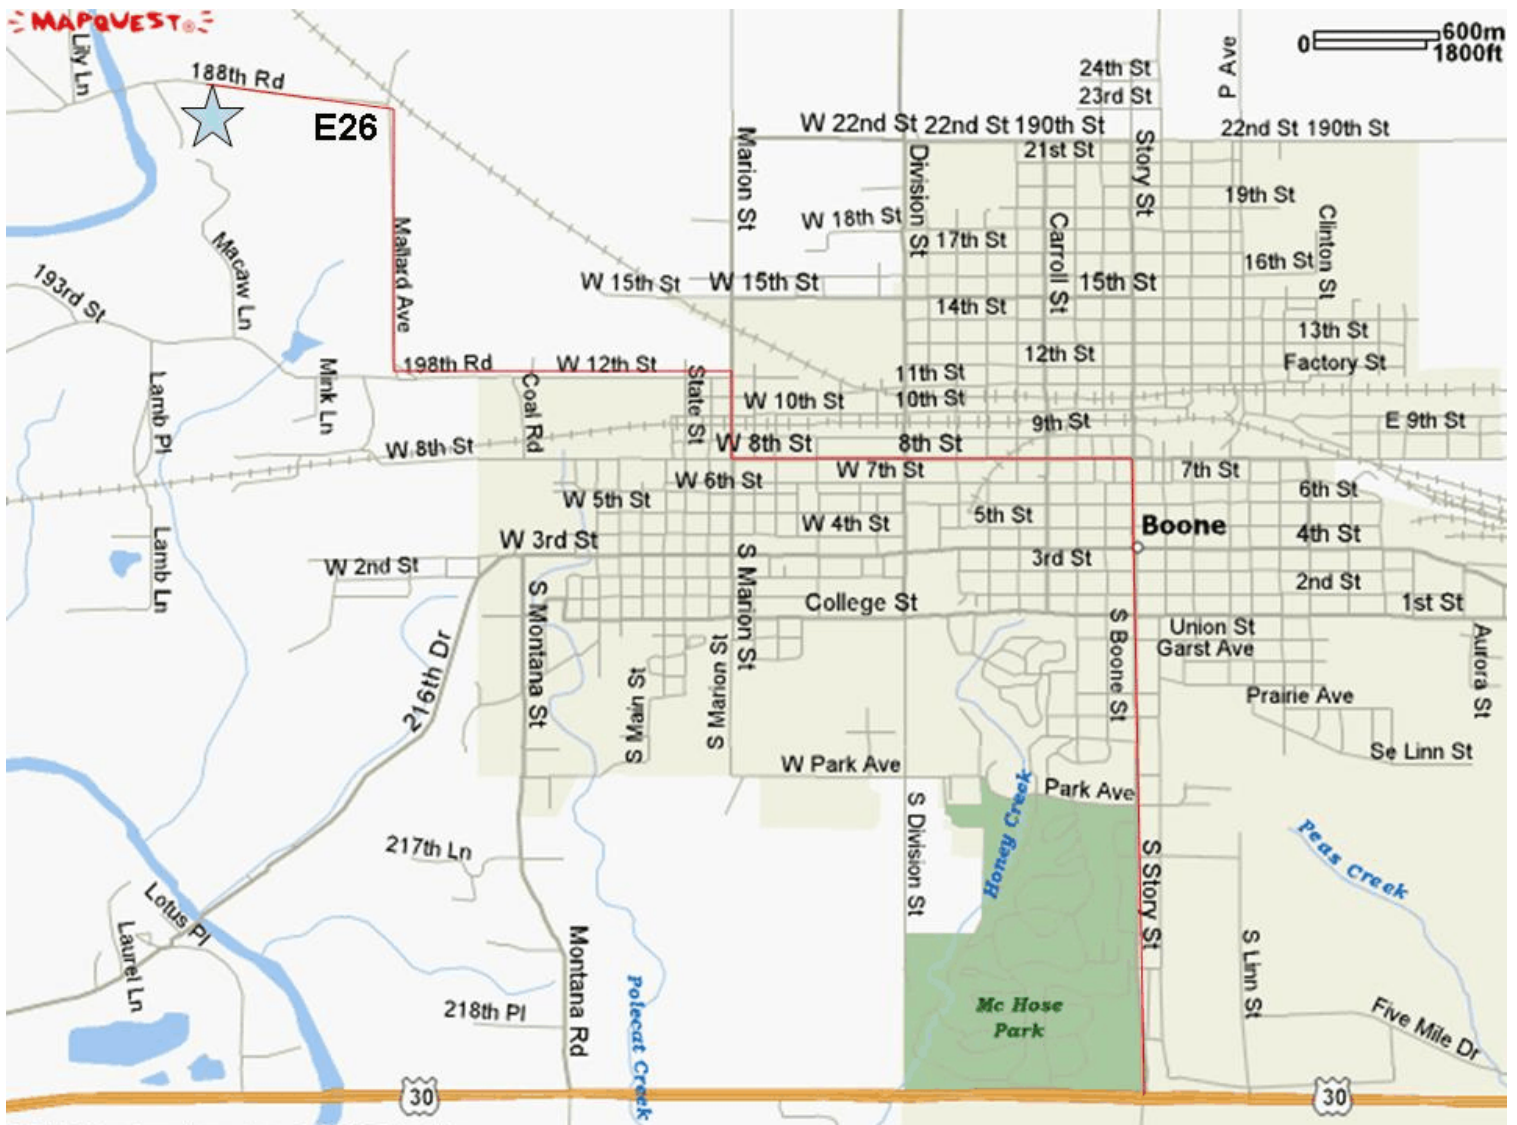 MAPQUEST
Lily Ln
188th Rd
E26
0
600m
1800ft
24th St
23rd St
P Ave
W 22nd St
22nd St
190th St
22nd St
190th St
Marion St
Division St
Story St
21st St
19th St
W 18th St
17th St
Carroll St
16th St
Clinton St
Macaw Ln
193rd St
Mallard Ave
W 15th St
W 15th St
15th St
14th St
13th St
12th St
Factory St
198th Rd
W 12th St
11th St
Mink Ln
Lamb Pl
Coal Rd
State St
W 10th St
10th St
9th St
E 9th St
W 8th St
W 8th St
8th St
W 7th St
7th St
W 6th St
6th St
W 5th St
5th St
W 4th St
Boone
4th St
W 3rd St
3rd St
Lamb Ln
W 2nd St
2nd St
S Marion St
S Montana St
College St
1st St
S Boone St
Union St
Garst Ave
Aurora St
216th Dr
S Main St
S Marion St
Prairie Ave
Se Linn St
W Park Ave
Park Ave
Honey Creek
S Division St
Peas Creek
217th Ln
S Story St
Lotus Pl
Laurel Ln
Montana Rd
Polecat Creek
S Linn St
218th Pl
Mc Hose
Park
Five Mile Dr
30
30